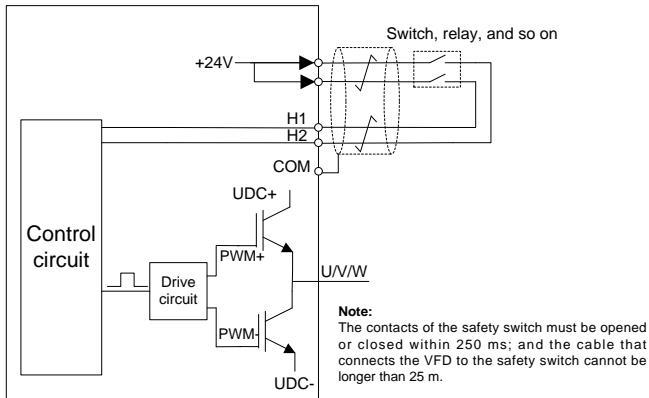 Switch, relay, and so on
+24V
H1
H2
COM
UDC+
Control
circuit
PWM+
Drive
circuit
U/V/W
PWM-
UDC-
Note:
The contacts of the safety switch must be opened
or closed within 250 ms; and the cable that
connects the VFD to the safety switch cannot be
longer than 25 m.